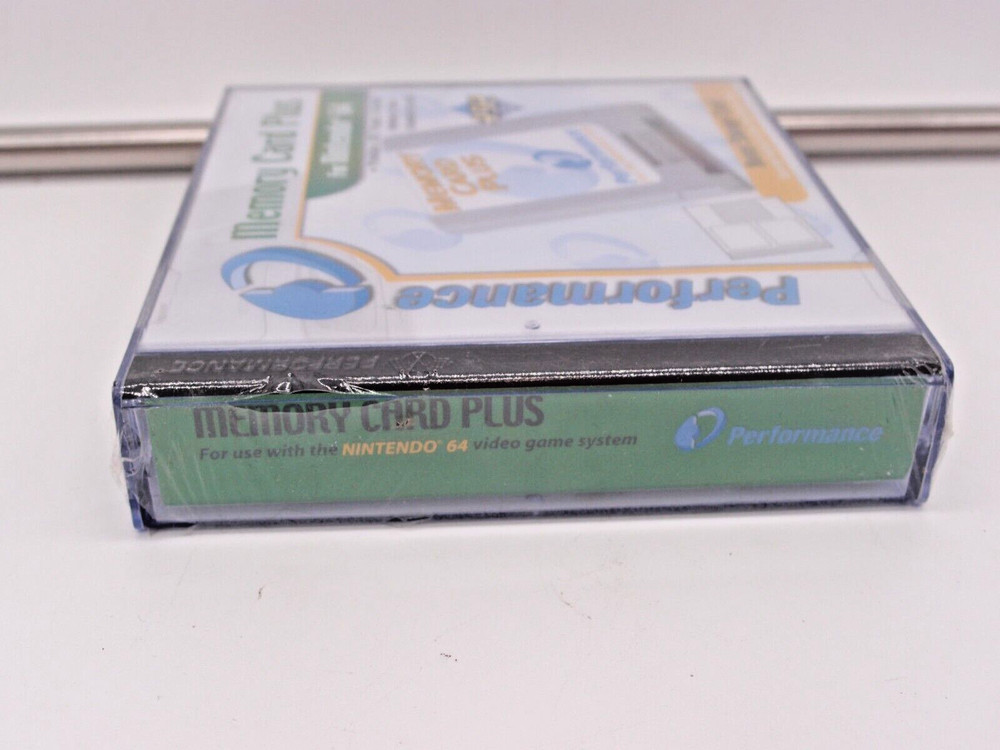 Memory Card Plus
Performance
MEMORY
CARD
PLUS
PERFORMANCE
MEMORY CARD PLUS
For use with the NINTENDO® 64 video game system
Performance